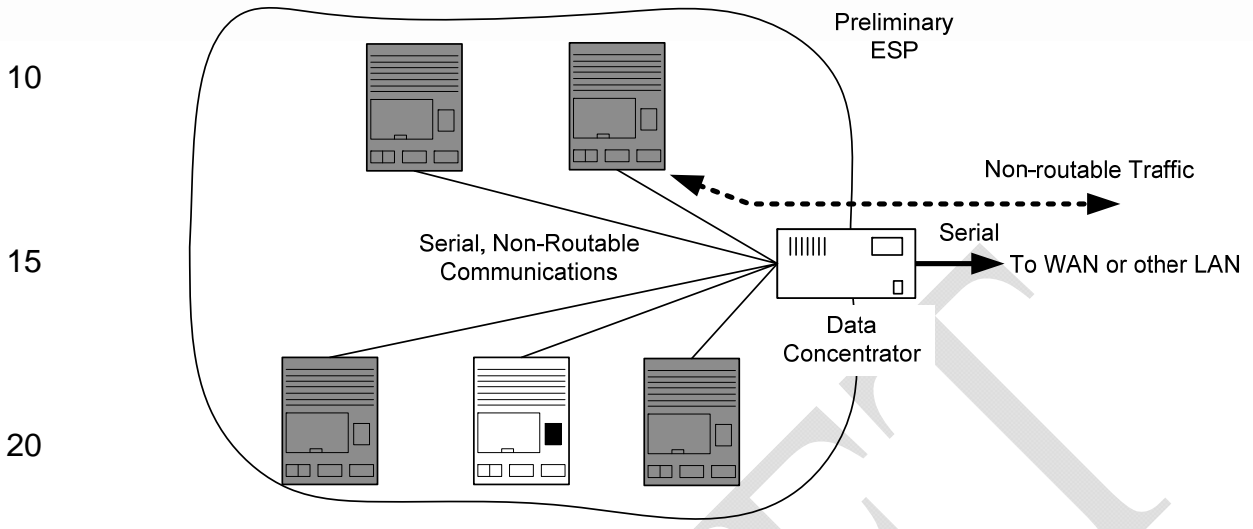 Preliminary
ESP
10
Non-routable Traffic
Serial, Non-Routable
Communications
Serial
15
To WAN or other LAN
Data
Concentrator
20